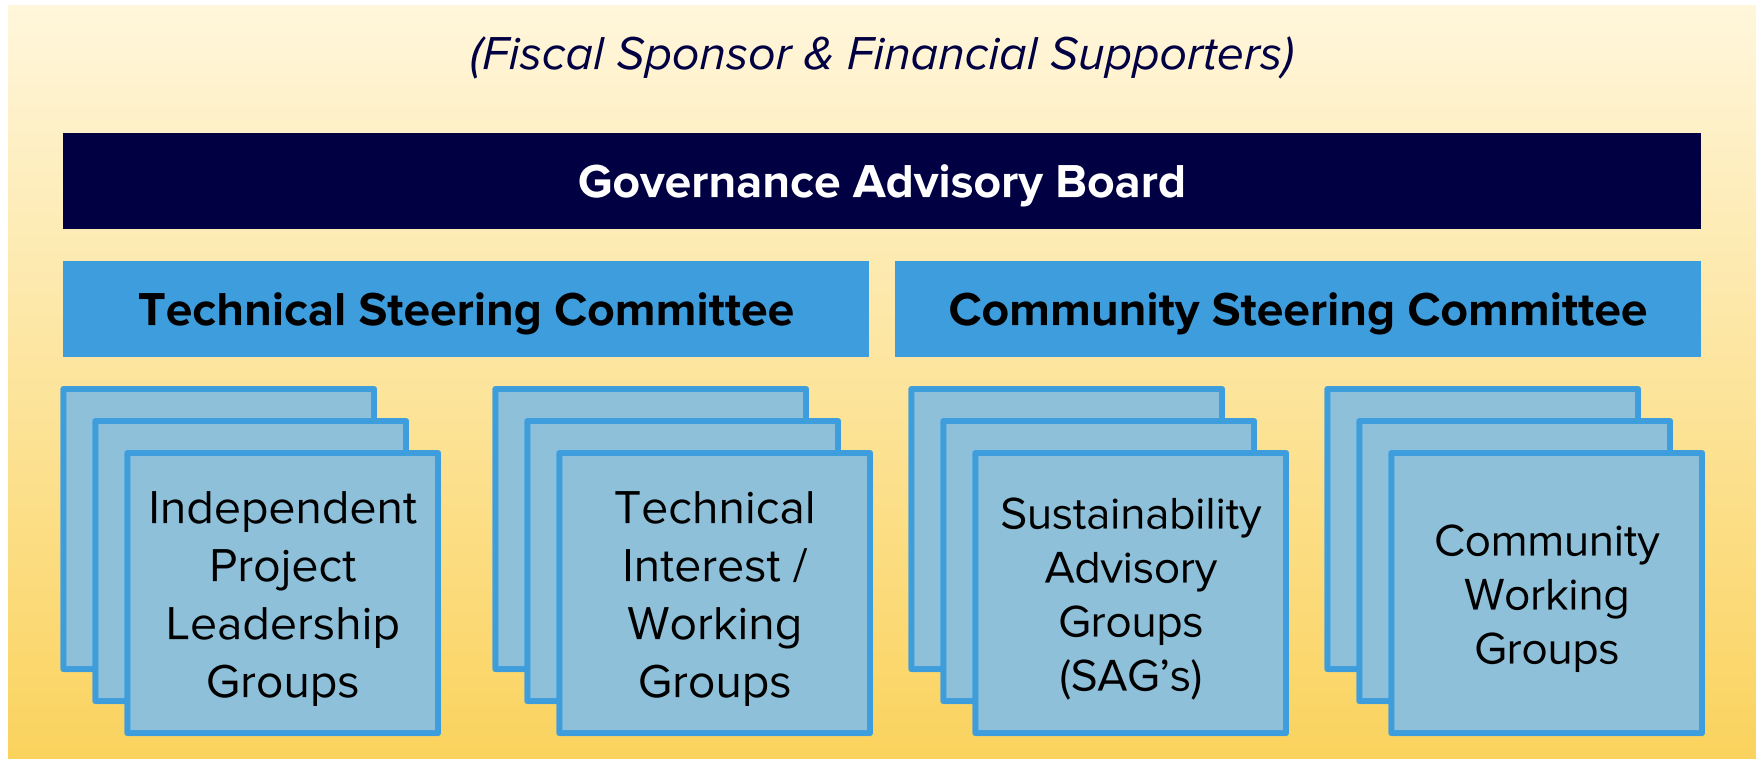 (Fiscal Sponsor & Financial Supporters)
Governance Advisory Board
Technical Steering Committee
Community Steering Committee
Independent
Project
Leadership
Groups
Technical
Interest /
Working
Groups
Sustainability
Advisory
Groups
(SAG’s)
Community
Working
Groups